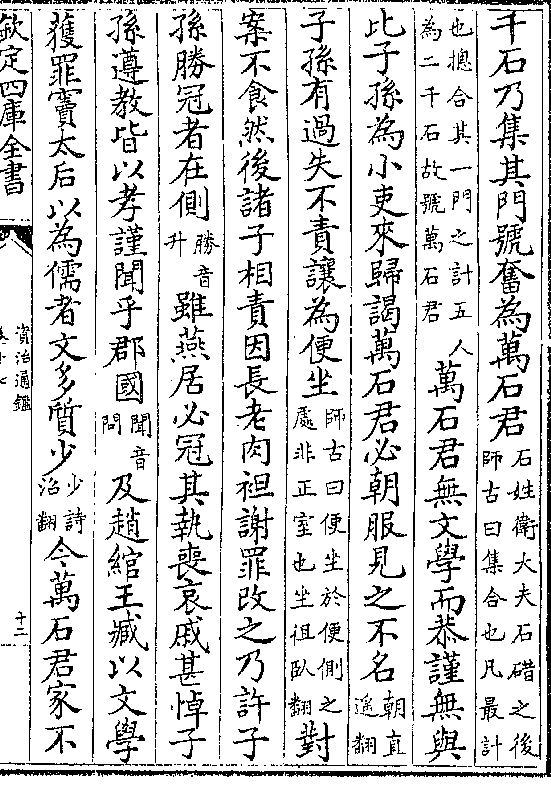 千石乃集其門號奮為萬石君石姓衛大夫石碏之後師古曰集合也凡最計
也揔合其一門之計五人為二千石故號萬石君萬石君無文學而恭謹無與
比子孫為小吏來歸謁萬石君必朝服見之不名朝直遥翻
子孫有過失不責讓為便坐師古曰便坐於便側之處非正室也坐徂臥翻對
案不食然後諸子相責因長老肉袒謝罪改之乃許子
孫勝冠者在側勝音升雖燕居必冠其執喪哀戚甚悼子
孫遵教皆以孝謹聞乎郡國聞音問及趙綰王臧以文學
獲罪竇太后以為儒者文多質少少詩沼翻今萬石君家不
欽定四庫全書
資治通鑑
卷十七
十二